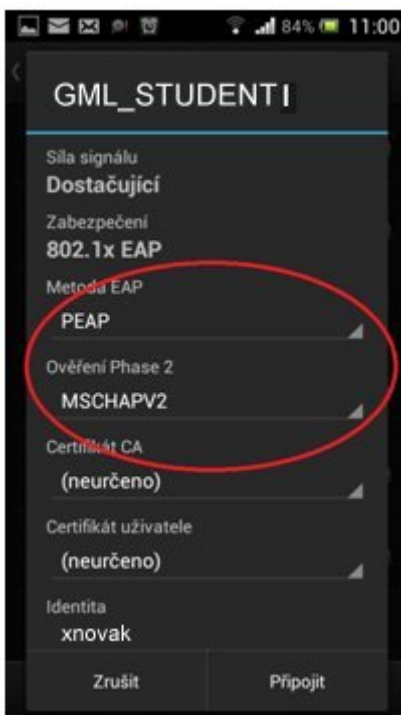 84% 11:00
GML_STUDENTI
Síla signálu
Dostačující
Zabezpečení
802.1x EAP
Metoda EAP
PEAP
Ověření Phase 2
MSCHAPV2
Certifikát CA
(neurčeno)
Certifikát uživatele
(neurčeno)
Identita
xnovak
Zrušit Připojit